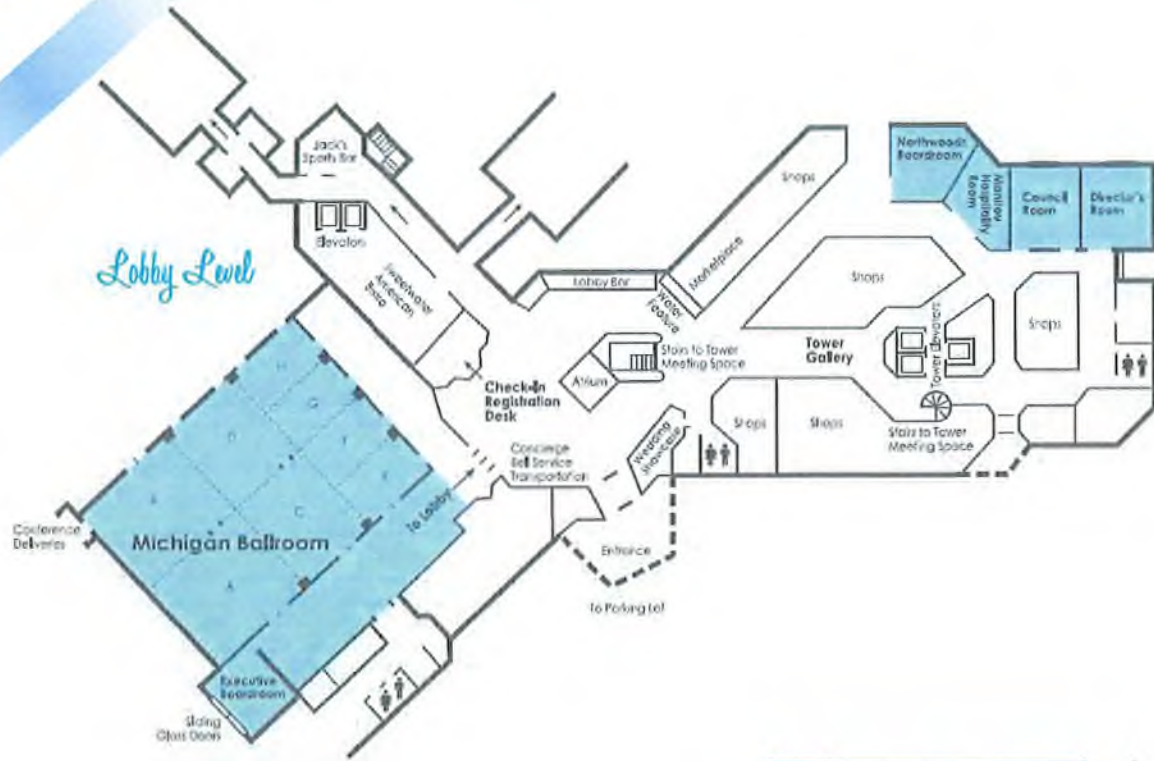 Jack's
Sports Bar
Elevators
Lobby Level
Sweetwater
American
Bistro
Check-In
Registration
Desk
Lobby Bar
Water
Feature
Marketplace
Shops
Northwoods
Boardroom
Manitou
Hospitality
Room
Council
Room
Director's
Room
Shops
Shops
Tower
Gallery
Tower Elevators
Stairs to Tower
Meeting Space
Atrium
Shops
Shops
Stairs to Tower
Meeting Space
Wedding
Showcase
Concierge
Bell Service
Transportation
To Lobby
Entrance
To Parking Lot
Conference
Deliveries
Michigan Ballroom
H
G
D
C
A
Executive
Boardroom
Sliding
Glass Doors